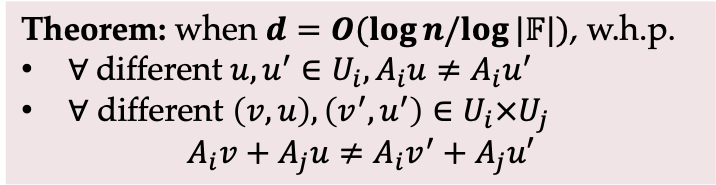 Theorem: when d = O(log n/log |𝔽|), w.h.p.
• ∀ different u, u′ ∈ Uᵢ, Aᵢu ≠ Aᵢu′
• ∀ different (v, u), (v′, u′) ∈ Uᵢ×Uⱼ
Aᵢv + Aⱼu ≠ Aᵢv′ + Aⱼu′